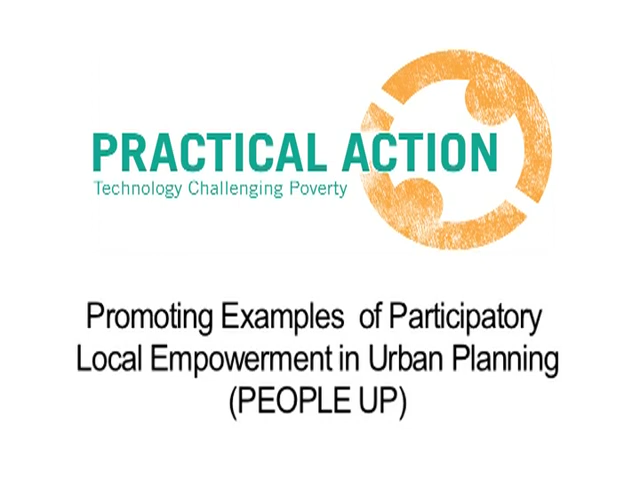 PRACTICAL ACTION
Technology Challenging Poverty
Promoting Examples of Participatory
Local Empowerment in Urban Planning
(PEOPLE UP)